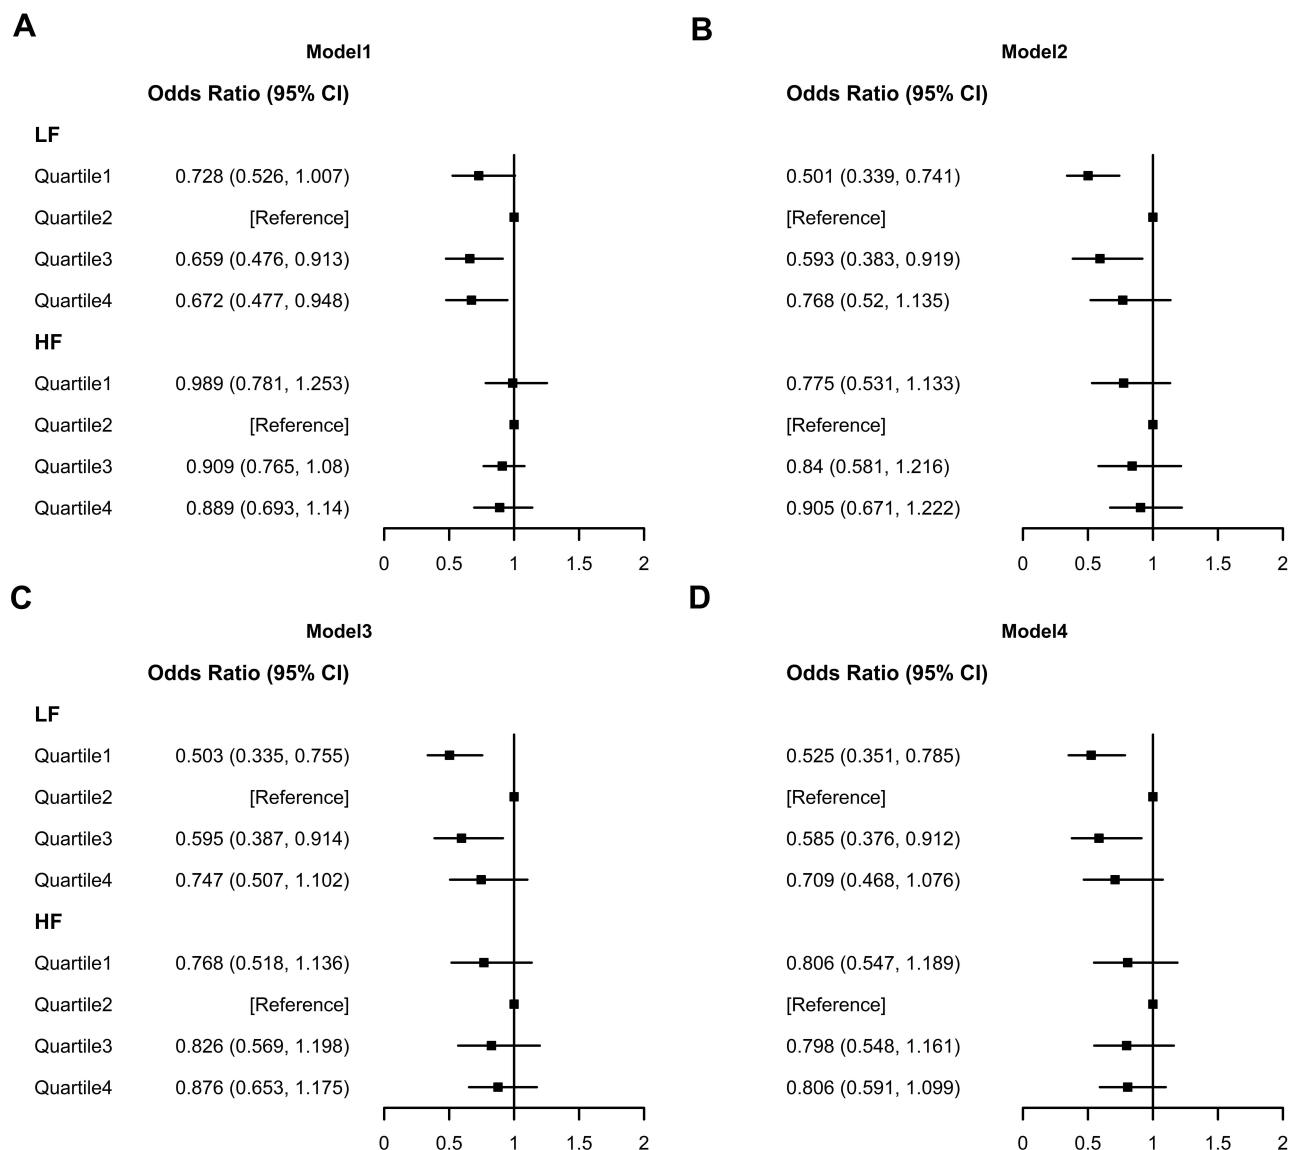 A
Model1
Odds Ratio (95% CI)
LF
Quartile1 0.728 (0.526, 1.007)
Quartile2 [Reference]
Quartile3 0.659 (0.476, 0.913)
Quartile4 0.672 (0.477, 0.948)
HF
Quartile1 0.989 (0.781, 1.253)
Quartile2 [Reference]
Quartile3 0.909 (0.765, 1.08)
Quartile4 0.889 (0.693, 1.14)
0 0.5 1 1.5 2
B
Model2
Odds Ratio (95% CI)
0.501 (0.339, 0.741)
[Reference]
0.593 (0.383, 0.919)
0.768 (0.52, 1.135)
0.775 (0.531, 1.133)
[Reference]
0.84 (0.581, 1.216)
0.905 (0.671, 1.222)
0 0.5 1 1.5 2
C
Model3
Odds Ratio (95% CI)
LF
Quartile1 0.503 (0.335, 0.755)
Quartile2 [Reference]
Quartile3 0.595 (0.387, 0.914)
Quartile4 0.747 (0.507, 1.102)
HF
Quartile1 0.768 (0.518, 1.136)
Quartile2 [Reference]
Quartile3 0.826 (0.569, 1.198)
Quartile4 0.876 (0.653, 1.175)
0 0.5 1 1.5 2
D
Model4
Odds Ratio (95% CI)
0.525 (0.351, 0.785)
[Reference]
0.585 (0.376, 0.912)
0.709 (0.468, 1.076)
0.806 (0.547, 1.189)
[Reference]
0.798 (0.548, 1.161)
0.806 (0.591, 1.099)
0 0.5 1 1.5 2